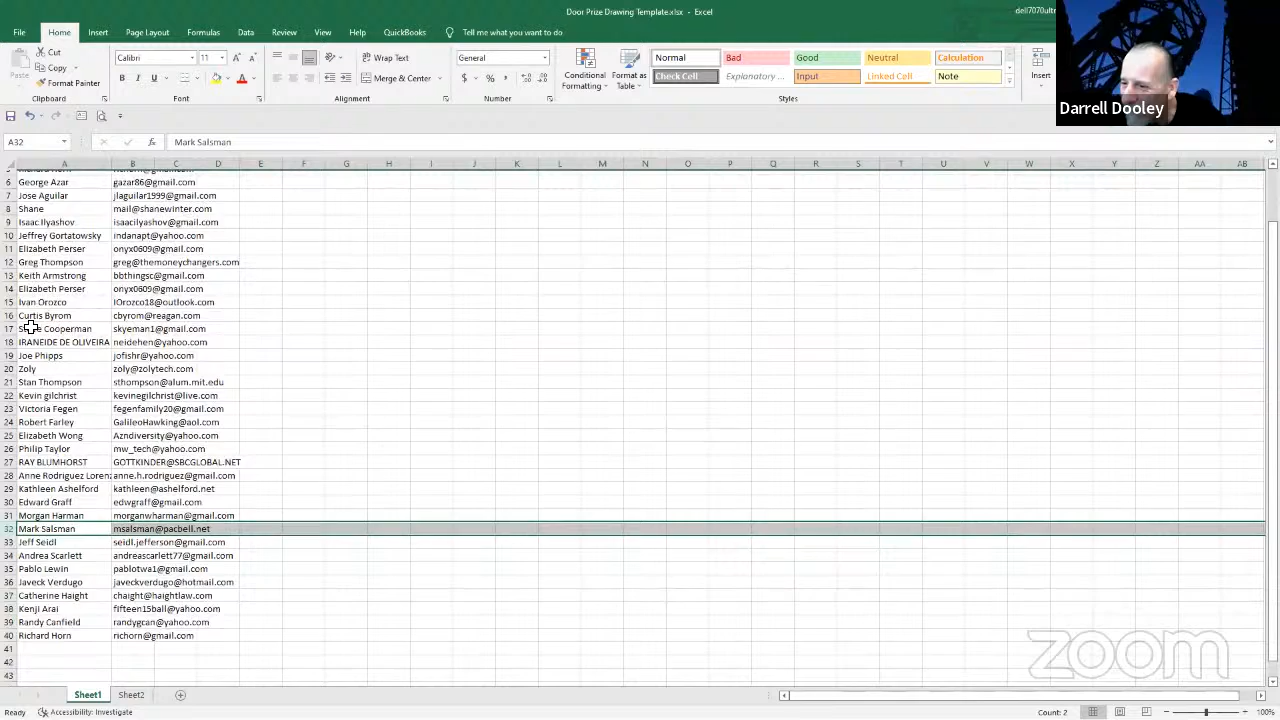 Door Prize Drawing Template.xlsx - Excel
dell7070ultr
File Home Insert Page Layout Formulas Data Review View Help QuickBooks Tell me what you want to do
Paste
Cut
Copy
Format Painter
Clipboard
Calibri 11
B I U
Font
Wrap Text
Merge & Center
Alignment
General
$ % ,
Number
Conditional Formatting
Format as Table
Normal Bad Good Neutral Calculation
Check Cell Explanatory ... Input Linked Cell Note
Styles
Insert
Darrell Dooley
A32 fx Mark Salsman
A B C D E F G H I J K L M N O P Q R S T U V W X Y Z AA AB
6 George Azar gazar86@gmail.com
7 Jose Aguilar jlaguilar1999@gmail.com
8 Shane mail@shanewinter.com
9 Isaac Ilyashov isaacilyashov@gmail.com
10 Jeffrey Gortatowsky indanapt@yahoo.com
11 Elizabeth Perser onyx0609@gmail.com
12 Greg Thompson greg@themoneychangers.com
13 Keith Armstrong bbthingsc@gmail.com
14 Elizabeth Perser onyx0609@gmail.com
15 Ivan Orozco IOrozco18@outlook.com
16 Curtis Byrom cbyrom@reagan.com
17 Cooperman skyeman1@gmail.com
18 IRANEIDE DE OLIVEIRA neidehen@yahoo.com
19 Joe Phipps jofishr@yahoo.com
20 Zoly zoly@zolytech.com
21 Stan Thompson sthompson@alum.mit.edu
22 Kevin gilchrist kevinegilchrist@live.com
23 Victoria Fegen fegenfamily20@gmail.com
24 Robert Farley GalileoHawking@aol.com
25 Elizabeth Wong Azndiversity@yahoo.com
26 Philip Taylor mw_tech@yahoo.com
27 RAY BLUMHORST GOTTKINDER@SBCGLOBAL.NET
28 Anne Rodriguez Loren anne.h.rodriguez@gmail.com
29 Kathleen Ashelford kathleen@ashelford.net
30 Edward Graff edwgraff@gmail.com
31 Morgan Harman morganwharman@gmail.com
32 Mark Salsman msalsman@pacbell.net
33 Jeff Seidl seidl.jefferson@gmail.com
34 Andrea Scarlett andreascarlett77@gmail.com
35 Pablo Lewin pablotwa1@gmail.com
36 Javeck Verdugo javeckverdugo@hotmail.com
37 Catherine Haight chaight@haightlaw.com
38 Kenji Arai fifteen15ball@yahoo.com
39 Randy Canfield randygcan@yahoo.com
40 Richard Horn richorn@gmail.com
41
42
43
zoom
Sheet1 Sheet2
Ready Accessibility: Investigate Count: 2 100%